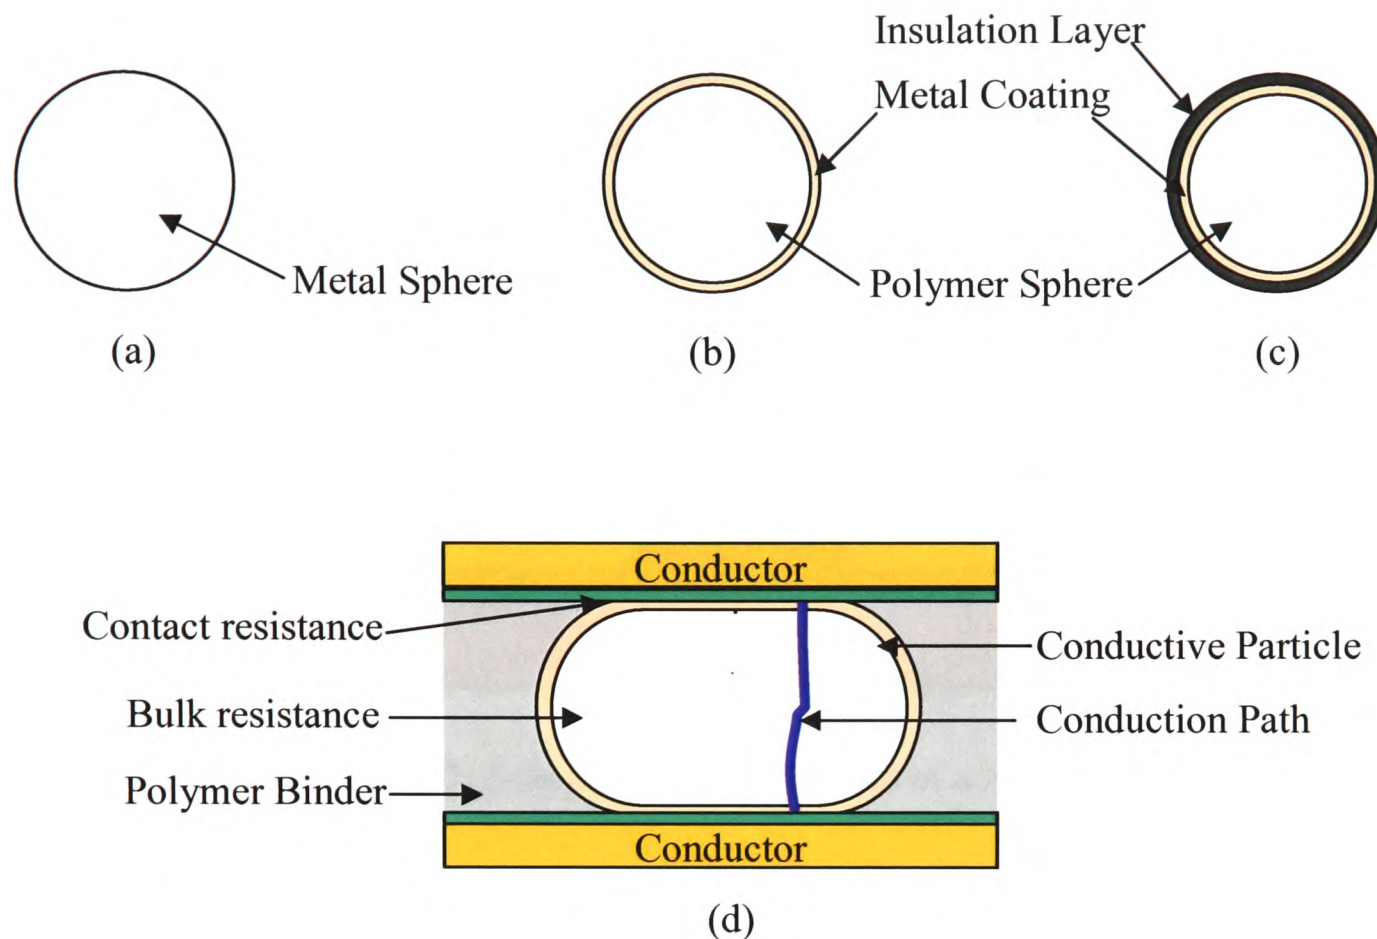 Insulation Layer
Metal Coating
Metal Sphere
Polymer Sphere
(a)
(b)
(c)
Conductor
Contact resistance
Conductive Particle
Bulk resistance
Conduction Path
Polymer Binder
Conductor
(d)